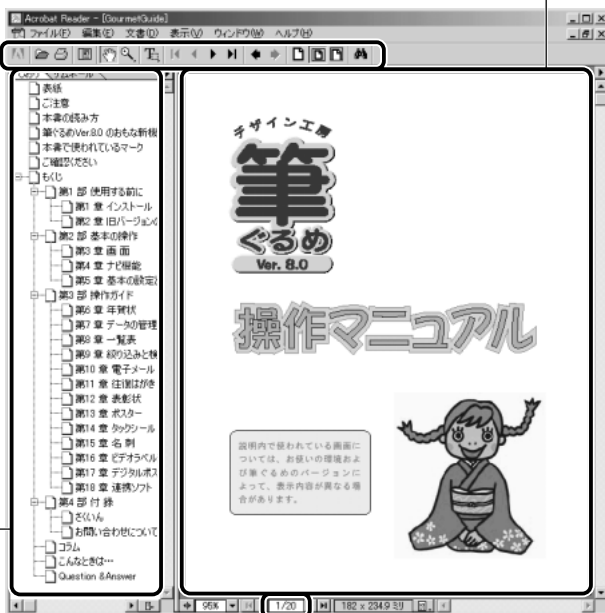 Acrobat Reader - [GourmetGuide]
ファイル(F) 編集(E) 文書(D) 表示(V) ウィンドウ(W) ヘルプ(H)
表紙
ご注意
本書の読み方
筆ぐるめVer.8.0 のおもな新機
本書で使われているマーク
ご確認ください
もくじ
第1 部 使用する前に
第1 章 インストール
第2 章 旧バージョン
第2 部 基本の操作
第3 章 画 面
第4 章 ナビ機能
第5 章 基本の設定
第3 部 操作ガイド
第6 章 年賀状
第7 章 データの管理
第8 章 一覧表
第9 章 絞り込みと検
第10 章 電子メール
第11 章 往復はがき
第12 章 表彰状
第13 章 ポスター
第14 章 タックシール
第15 章 名 刺
第16 章 ビデオラベル
第17 章 デジタルポス
第18 章 連携ソフト
第4 部 付 録
さくいん
お問い合わせについて
コラム
こんなときは…
Question &Answer
デザイン工房
筆
ぐるめ
Ver. 8.0
操作マニュアル
説明内で使われている画面に
ついては、お使いの環境およ
び筆ぐるめのバージョンに
よって、表示内容が異なる場
合があります。
95%
1/20
182 x 234.9 ミリ